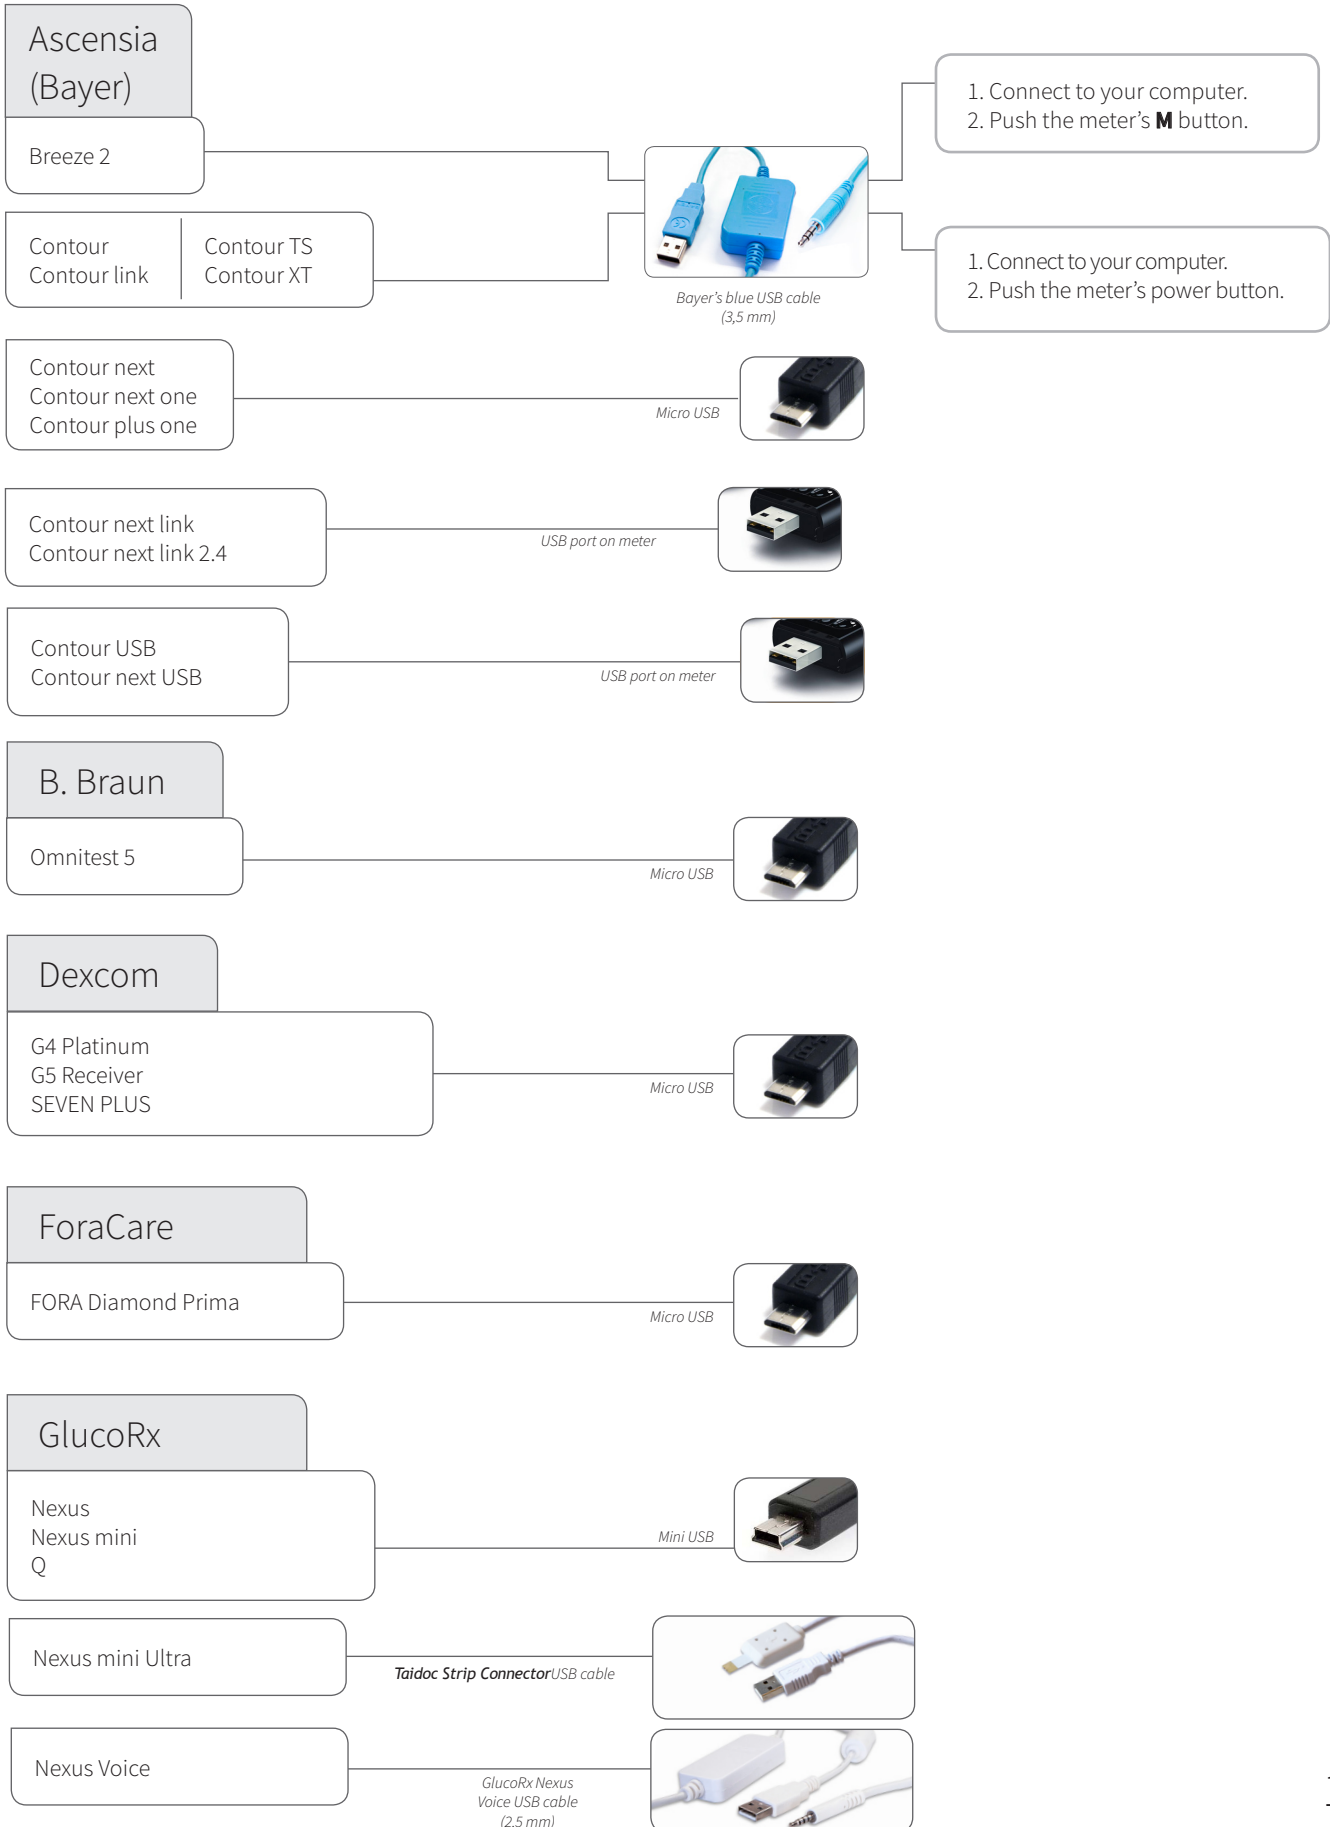 Ascensia
(Bayer)
Breeze 2
1. Connect to your computer.
2. Push the meter's M button.
Contour
Contour link
Contour TS
Contour XT
Bayer's blue USB cable
(3,5 mm)
1. Connect to your computer.
2. Push the meter's power button.
Contour next
Contour next one
Contour plus one
Micro USB
Contour next link
Contour next link 2.4
USB port on meter
Contour USB
Contour next USB
USB port on meter
B. Braun
Omnitest 5
Micro USB
Dexcom
G4 Platinum
G5 Receiver
SEVEN PLUS
Micro USB
ForaCare
FORA Diamond Prima
Micro USB
GlucoRx
Nexus
Nexus mini
Q
Mini USB
Nexus mini Ultra
Taidoc Strip ConnectorUSB cable
Nexus Voice
GlucoRx Nexus
Voice USB cable
(2,5 mm)